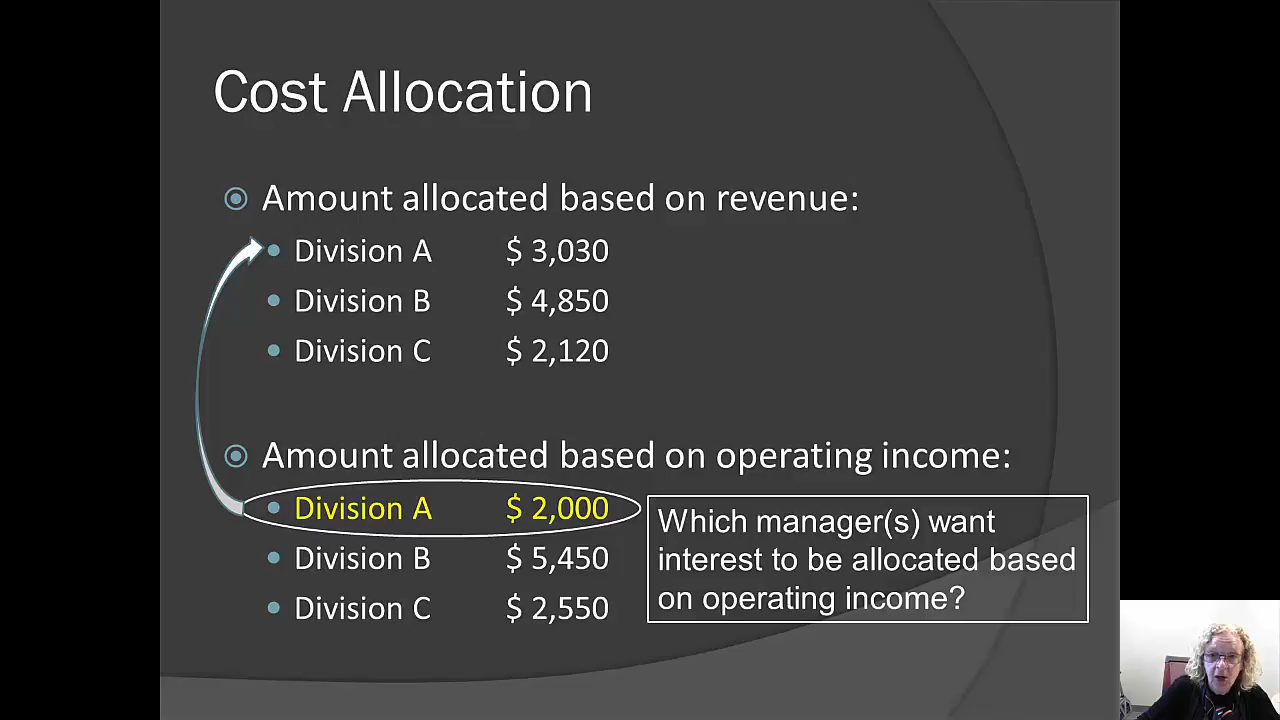 Cost Allocation
Amount allocated based on revenue:
Division A $ 3,030
Division B $ 4,850
Division C $ 2,120
Amount allocated based on operating income:
Division A $ 2,000
Division B $ 5,450
Division C $ 2,550
Which manager(s) want
interest to be allocated based
on operating income?